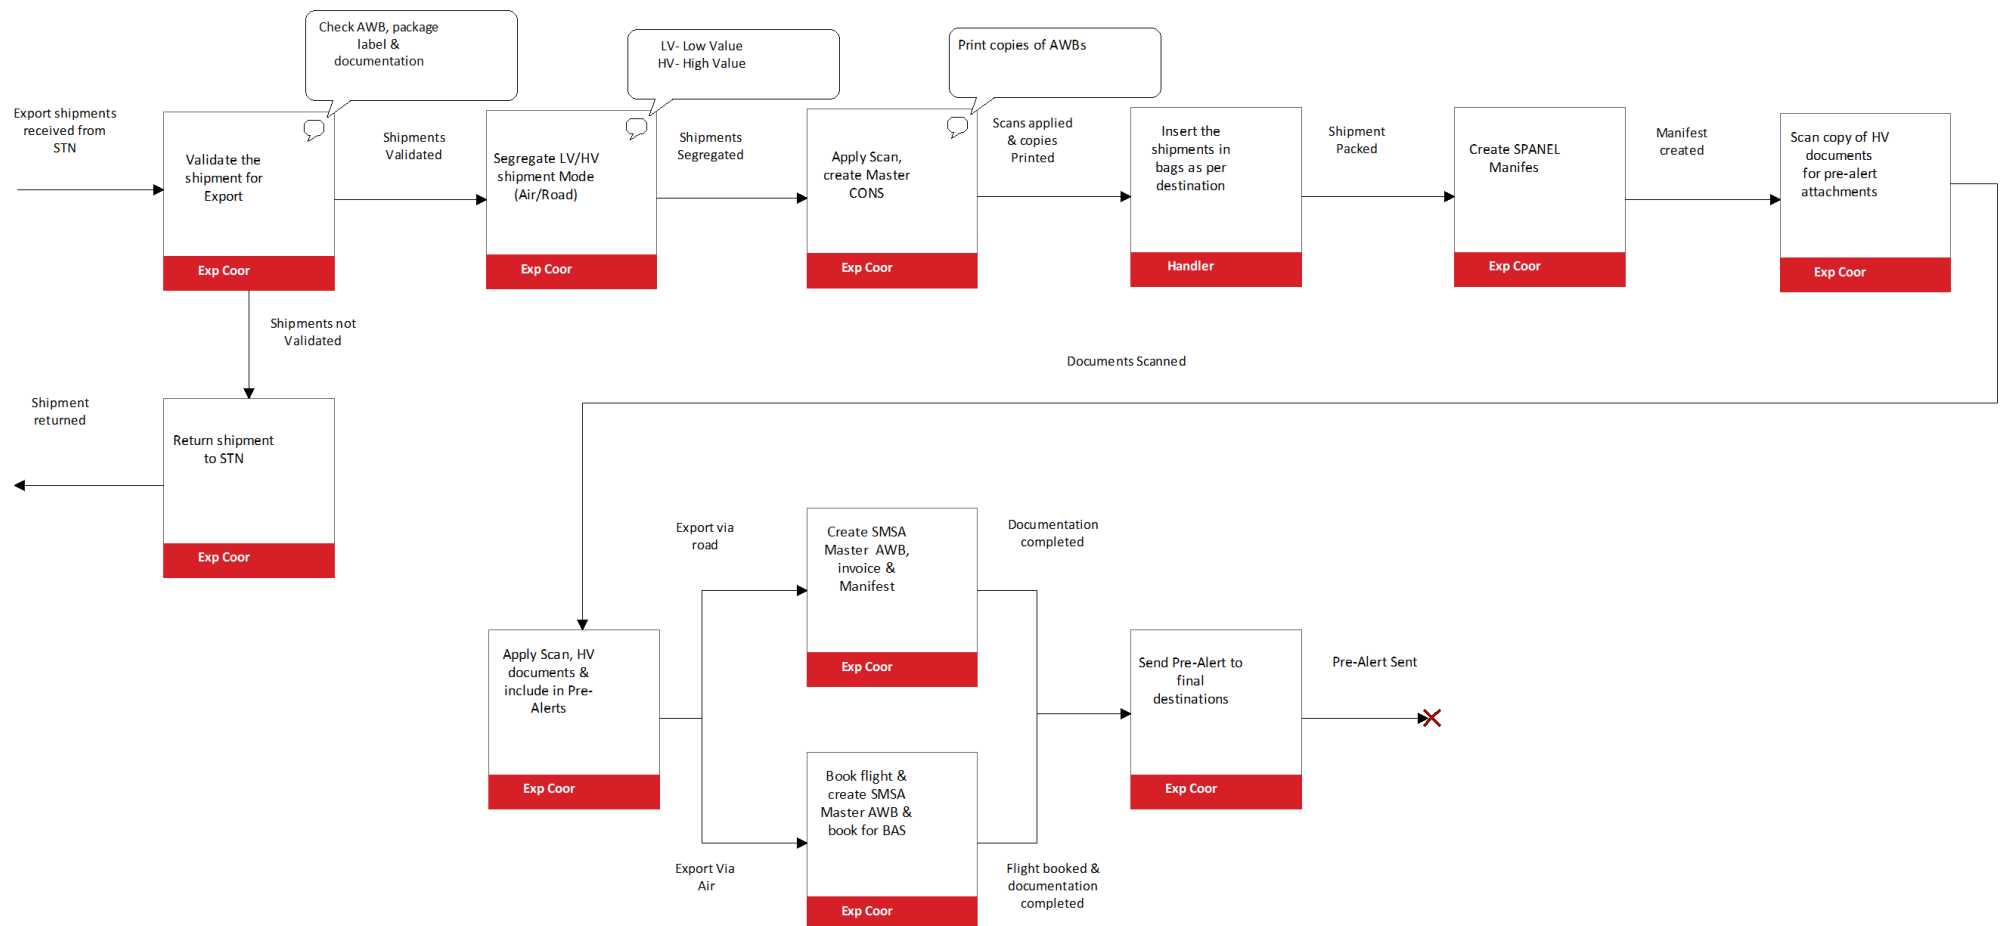 Check AWB, package
label &
documentation
LV- Low Value
HV- High Value
Print copies of AWBs
Export shipments
received from
STN
Validate the
shipment for
Export
Exp Coor
Shipments
Validated
Segregate LV/HV
shipment Mode
(Air/Road)
Exp Coor
Shipments
Segregated
Apply Scan,
create Master
CONS
Exp Coor
Scans applied
& copies
Printed
Insert the
shipments in
bags as per
destination
Handler
Shipment
Packed
Create SPANEL
Manifes
Exp Coor
Manifest
created
Scan copy of HV
documents
for pre-alert
attachments
Exp Coor
Shipments not
Validated
Documents Scanned
Shipment
returned
Return shipment
to STN
Exp Coor
Apply Scan, HV
documents &
include in Pre-
Alerts
Exp Coor
Export via
road
Create SMSA
Master  AWB,
invoice &
Manifest
Exp Coor
Documentation
completed
Export Via
Air
Book flight &
create SMSA
Master AWB &
book for BAS
Exp Coor
Flight booked &
documentation
completed
Send Pre-Alert to
final
destinations
Exp Coor
Pre-Alert Sent